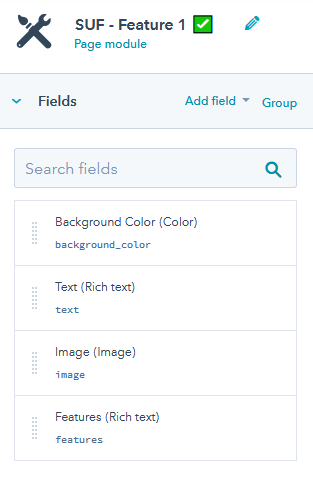 SUF - Feature 1 ✅
Page module
Fields
Add field
Group
Search fields
Background Color (Color)
background_color
Text (Rich text)
text
Image (Image)
image
Features (Rich text)
features